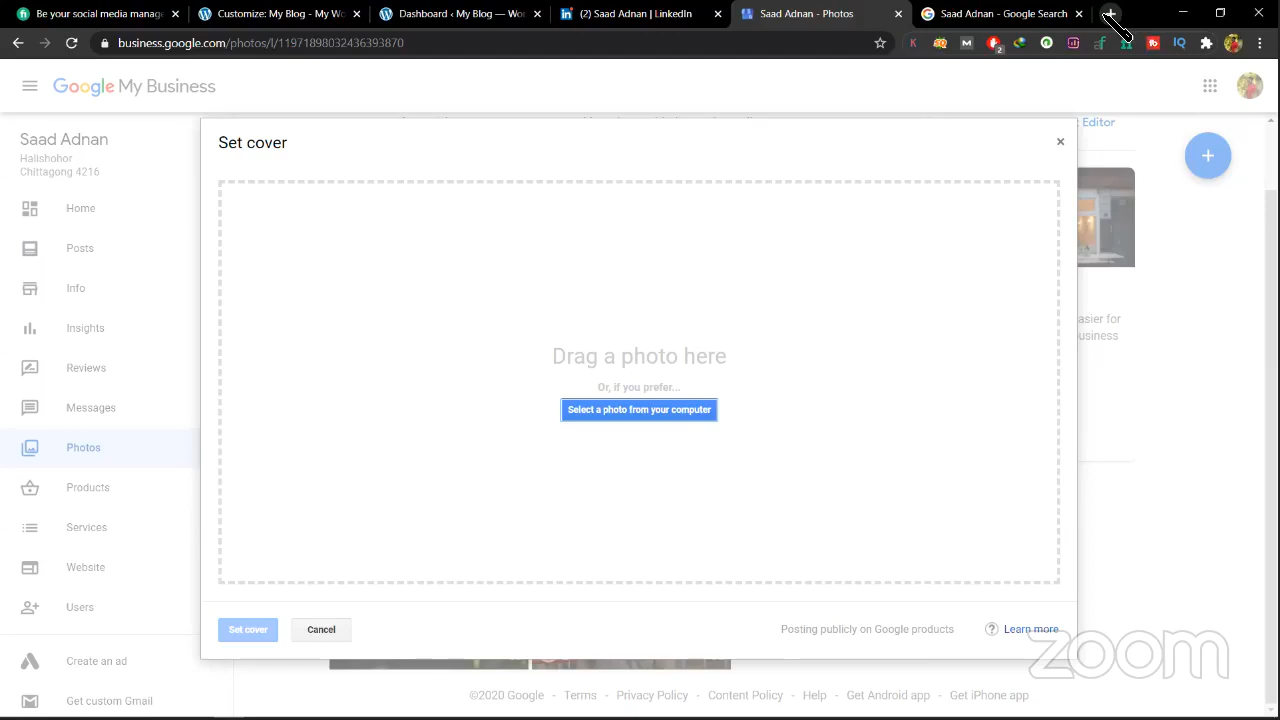 Be your social media manage
Customize: My Blog - My Wo
Dashboard ‹ My Blog — Wor
(2) Saad Adnan | LinkedIn
Saad Adnan - Photos
Saad Adnan - Google Search
business.google.com/photos/l/11971898032436393870
Google My Business
Saad Adnan
Halishohor
Chittagong 4216
Home
Posts
Info
Insights
Reviews
Messages
Photos
Products
Services
Website
Users
Create an ad
Get custom Gmail
Set cover
Editor
Drag a photo here
Or, if you prefer...
Select a photo from your computer
asier for
usiness
Set cover
Cancel
Posting publicly on Google products
Learn more
zoom
©2020 Google - Terms - Privacy Policy - Content Policy - Help - Get Android app - Get iPhone app